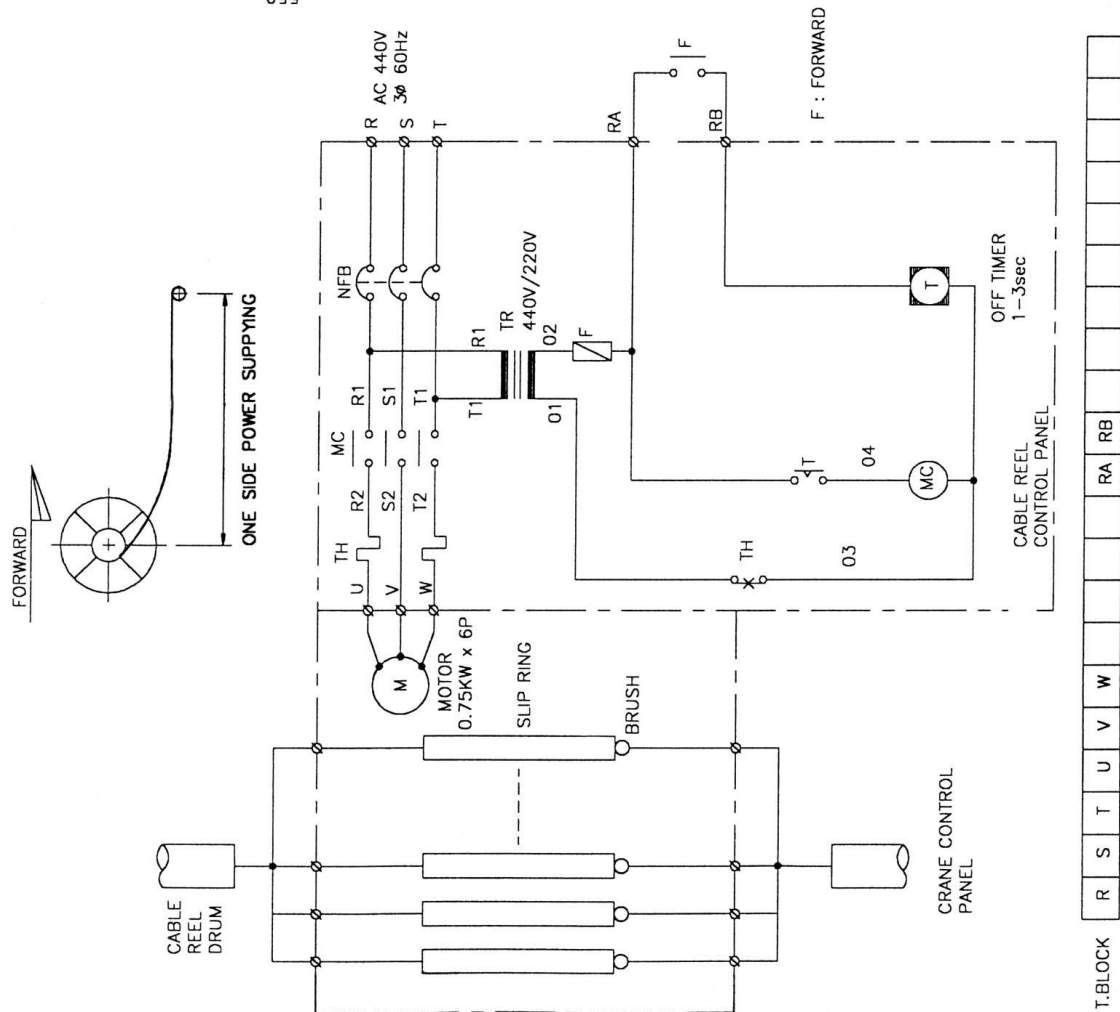 FORWARD
ONE SIDE POWER SUPPYING
R
S
T
AC 440V
3Ø 60Hz
NFB
R1
S1
T1
MC
R2
S2
T2
TH
U
V
W
M
MOTOR
0.75KW x 6P
T1
R1
TR
440V/220V
01
02
F
RA
RB
F
F : FORWARD
T
04
MC
TH
03
T
OFF TIMER
1-3sec
CABLE REEL
CONTROL PANEL
SLIP RING
BRUSH
CABLE
REEL
DRUM
CRANE CONTROL
PANEL
T.BLOCK R S T U V W RA RB